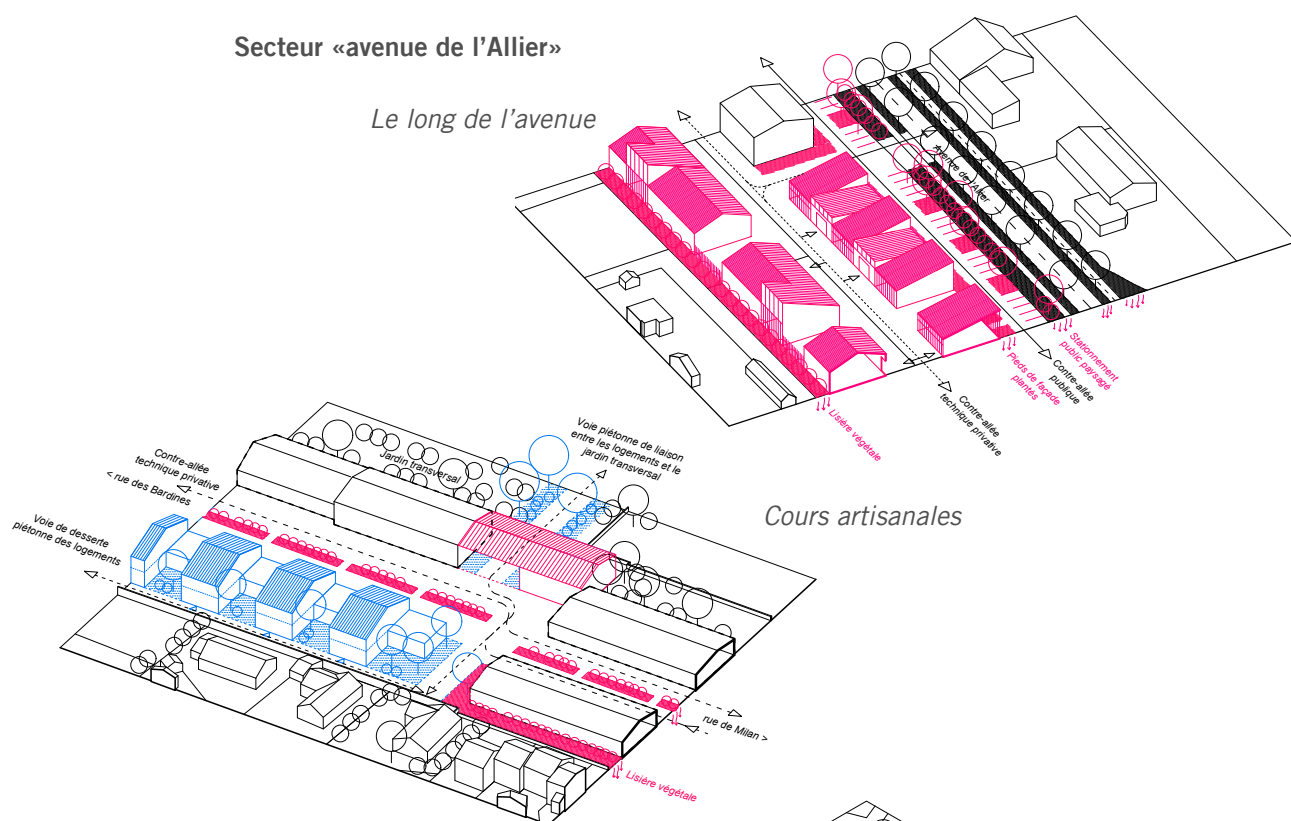 Secteur «avenue de l’Allier»
Le long de l’avenue
Avenue de l'Allier
Stationnement
public paysagé
Contre-allée
publique
Pieds de façade
plantés
Contre-allée
technique privative
Lisière végétale
Cours artisanales
Voie piétonne de liaison
entre les logements et le
jardin transversal
Jardin transversal
Contre-allée
technique privative
< rue des Bardines
Voie de desserte
piétonne des logements
rue de Milan >
Lisière végétale